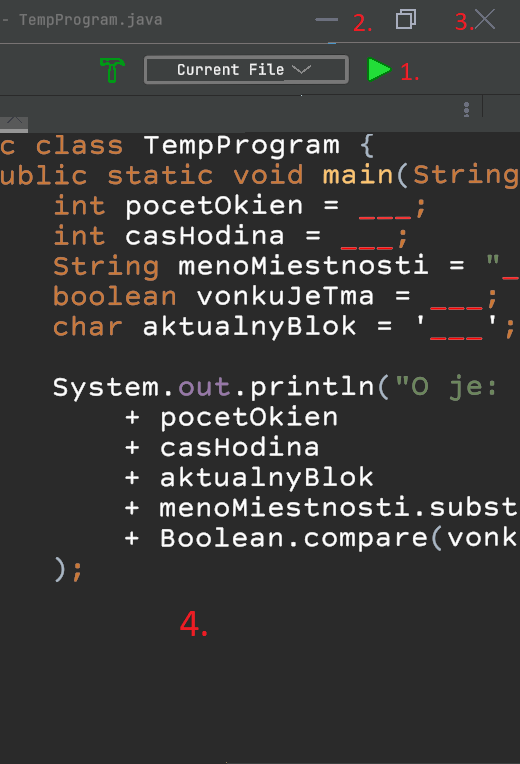 - TempProgram.java 2. 3.
Current File 1.
c class TempProgram {
ublic static void main(String
int pocetOkien = ___;
int casHodina = ___;
String menoMiestnosti = "_
boolean vonkuJeTma = ___;
char aktualnyBlok = '___';
System.out.println("O je:
+ pocetOkien
+ casHodina
+ aktualnyBlok
+ menoMiestnosti.subst
+ Boolean.compare(vonk
);
4.